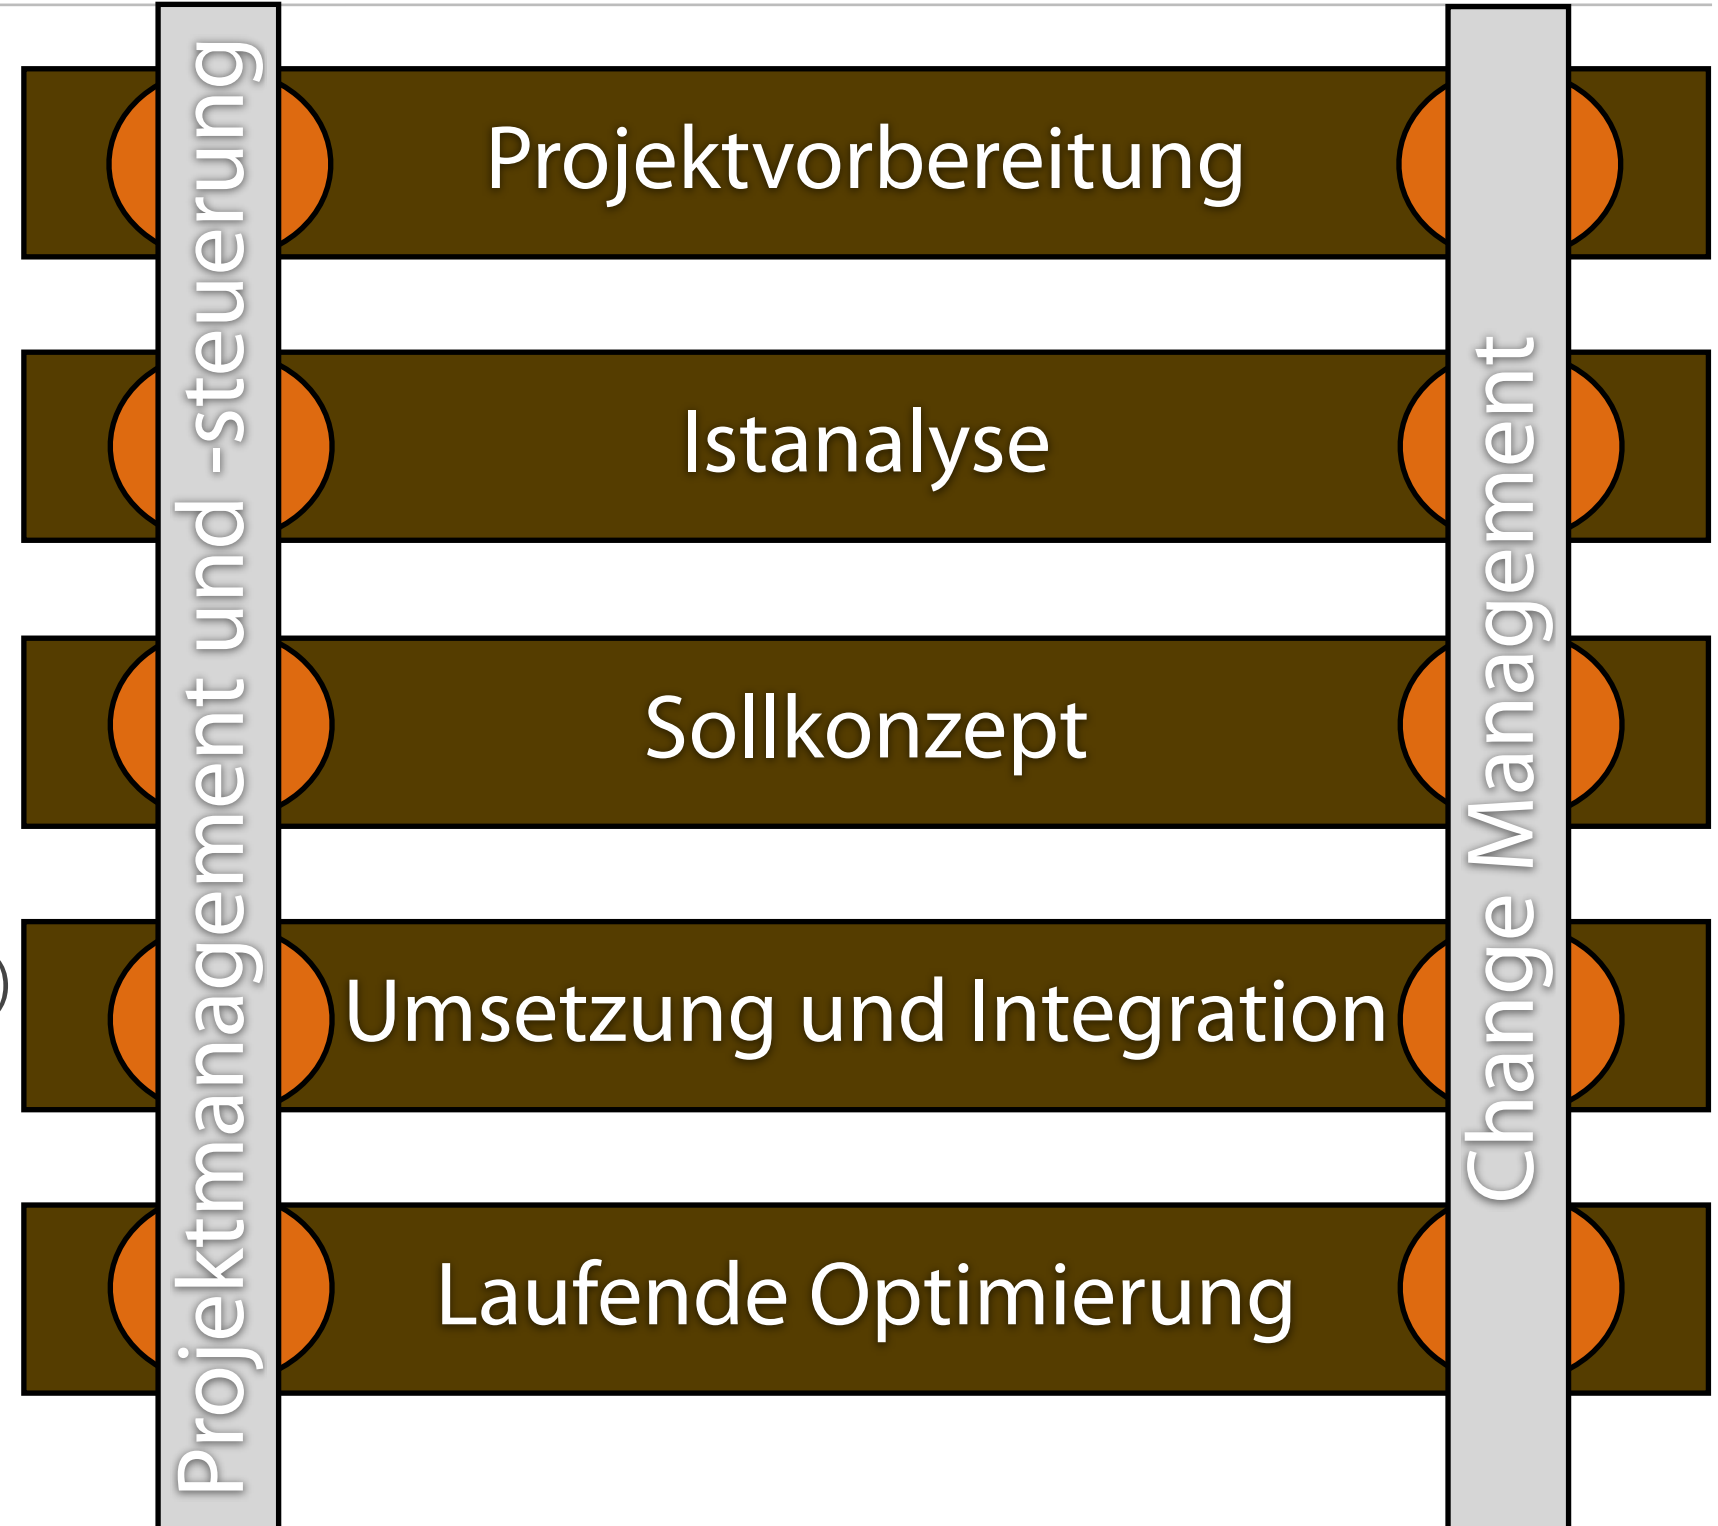 Projektmanagement und -steuerung
Projektvorbereitung
Istanalyse
Sollkonzept
Umsetzung und Integration
Laufende Optimierung
Change Management